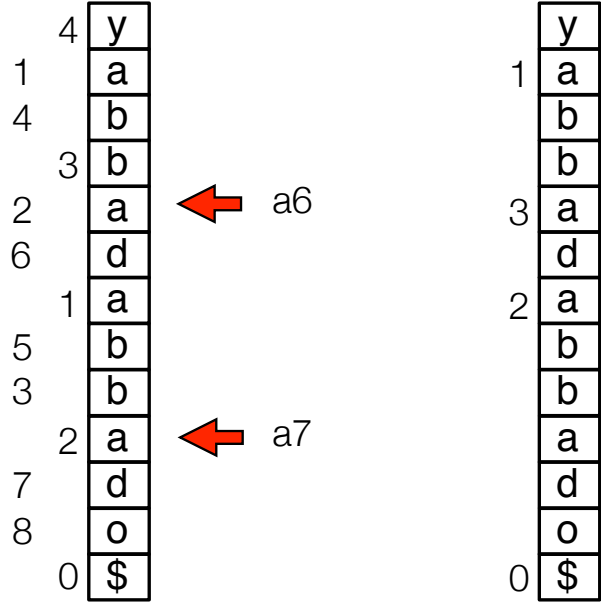 4 y y
1 a 1 a
4 b b
3 b b
2 a a6 3 a
6 d d
1 a 2 a
5 b b
3 b b
2 a a7 a
7 d d
8 o o
0 $ 0 $